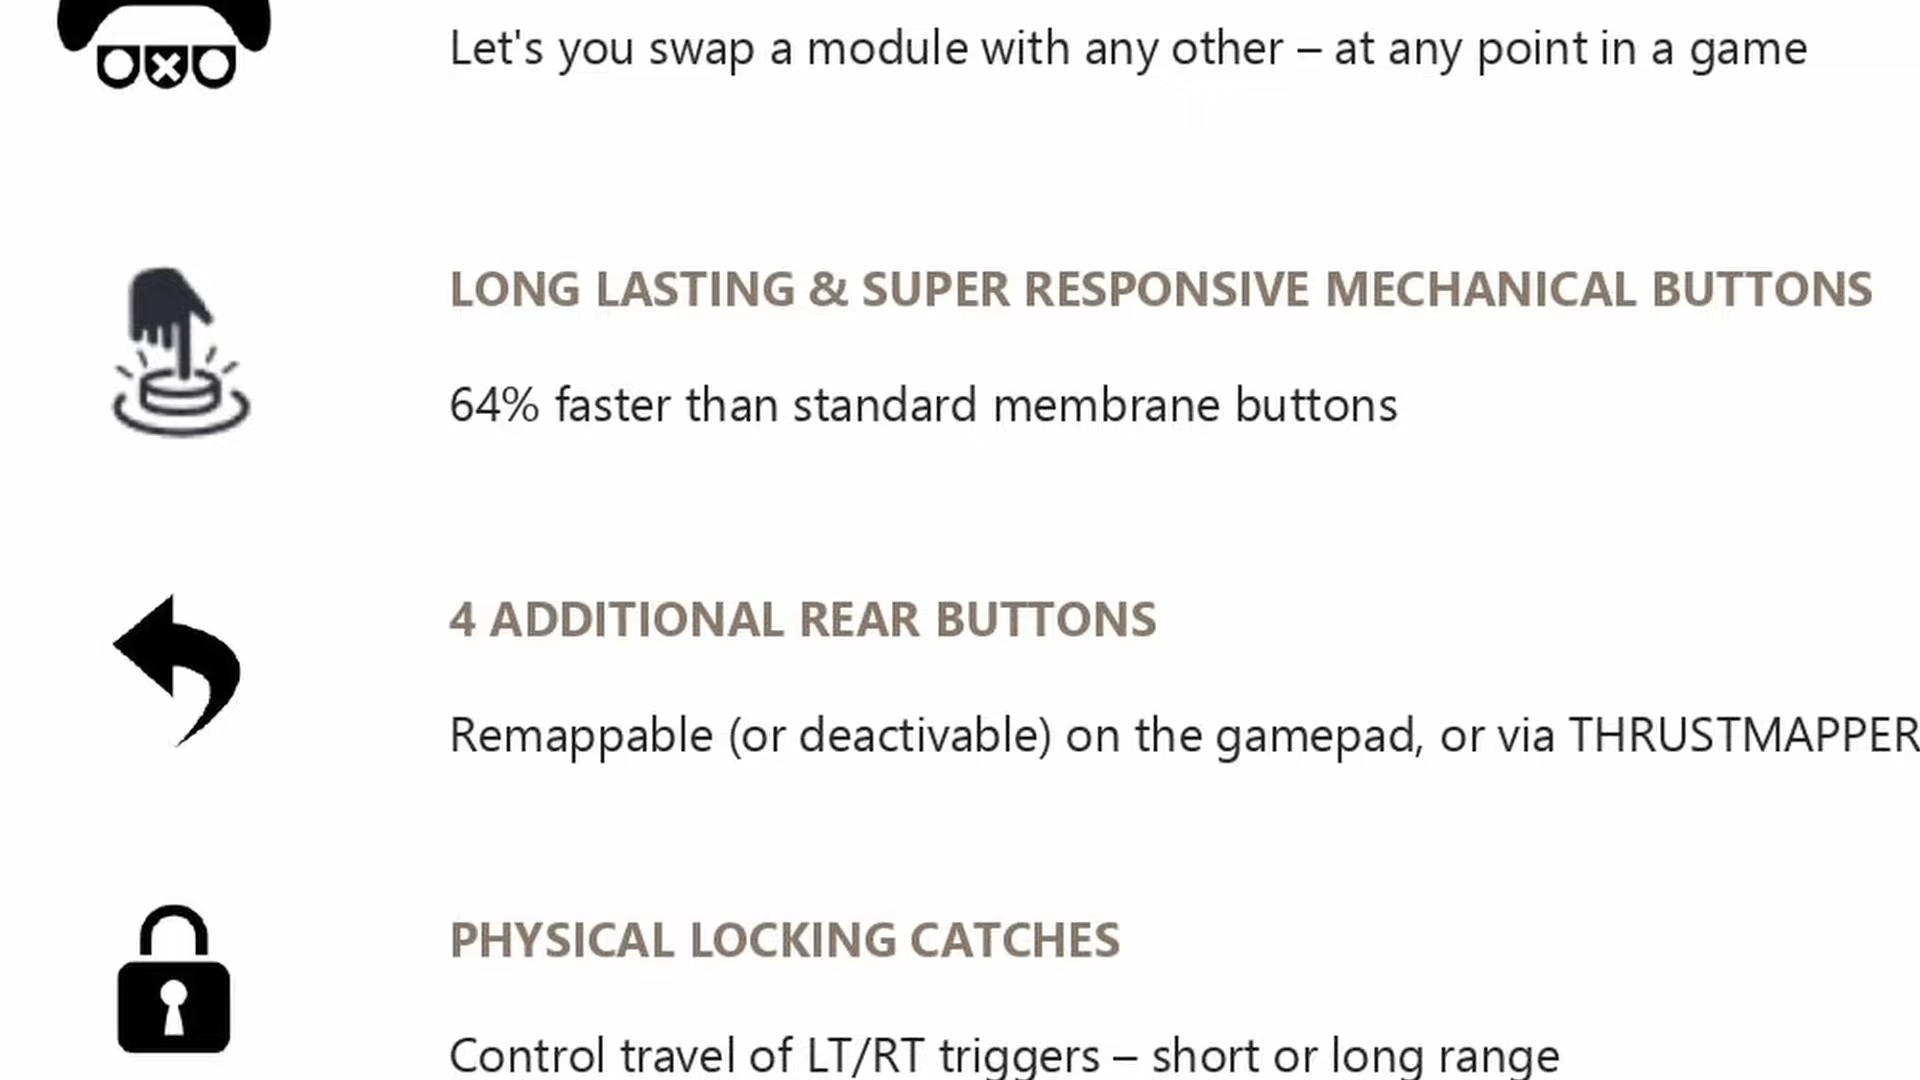 Let's you swap a module with any other – at any point in a game
LONG LASTING & SUPER RESPONSIVE MECHANICAL BUTTONS
64% faster than standard membrane buttons
4 ADDITIONAL REAR BUTTONS
Remappable (or deactivable) on the gamepad, or via THRUSTMAPPER
PHYSICAL LOCKING CATCHES
Control travel of LT/RT triggers – short or long range